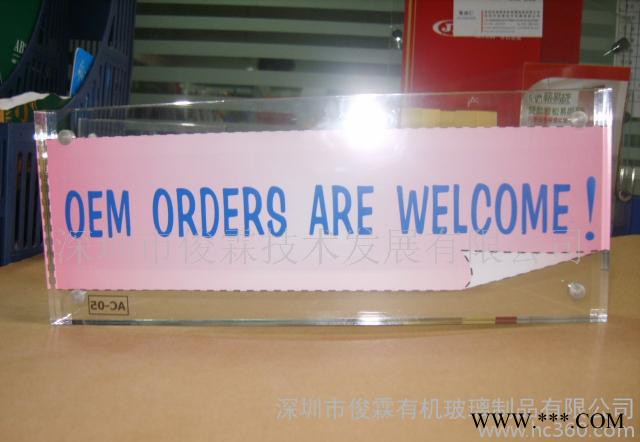 OEM ORDERS ARE WELCOME!
深圳市俊霖技术发展有限公司
AC-05
深圳市俊霖有机玻璃制品有限公司
www.***.COM
www.hc360.com